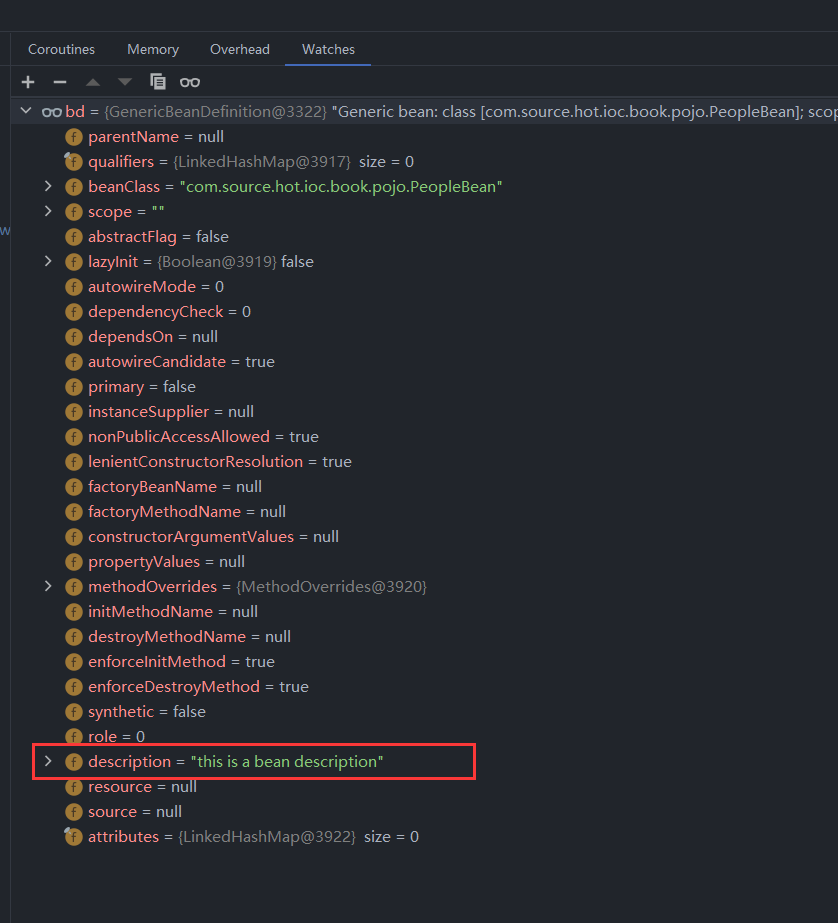 Coroutines Memory Overhead Watches
bd = {GenericBeanDefinition@3322} "Generic bean: class [com.source.hot.ioc.book.pojo.PeopleBean]; scop
f parentName = null
f qualifiers = {LinkedHashMap@3917} size = 0
f beanClass = "com.source.hot.ioc.book.pojo.PeopleBean"
f scope = ""
w
f abstractFlag = false
f lazyInit = {Boolean@3919} false
f autowireMode = 0
f dependencyCheck = 0
f dependsOn = null
f autowireCandidate = true
f primary = false
f instanceSupplier = null
f nonPublicAccessAllowed = true
f lenientConstructorResolution = true
f factoryBeanName = null
f factoryMethodName = null
f constructorArgumentValues = null
f propertyValues = null
f methodOverrides = {MethodOverrides@3920}
f initMethodName = null
f destroyMethodName = null
f enforceInitMethod = true
f enforceDestroyMethod = true
f synthetic = false
f role = 0
f description = "this is a bean description"
f resource = null
f source = null
f attributes = {LinkedHashMap@3922} size = 0